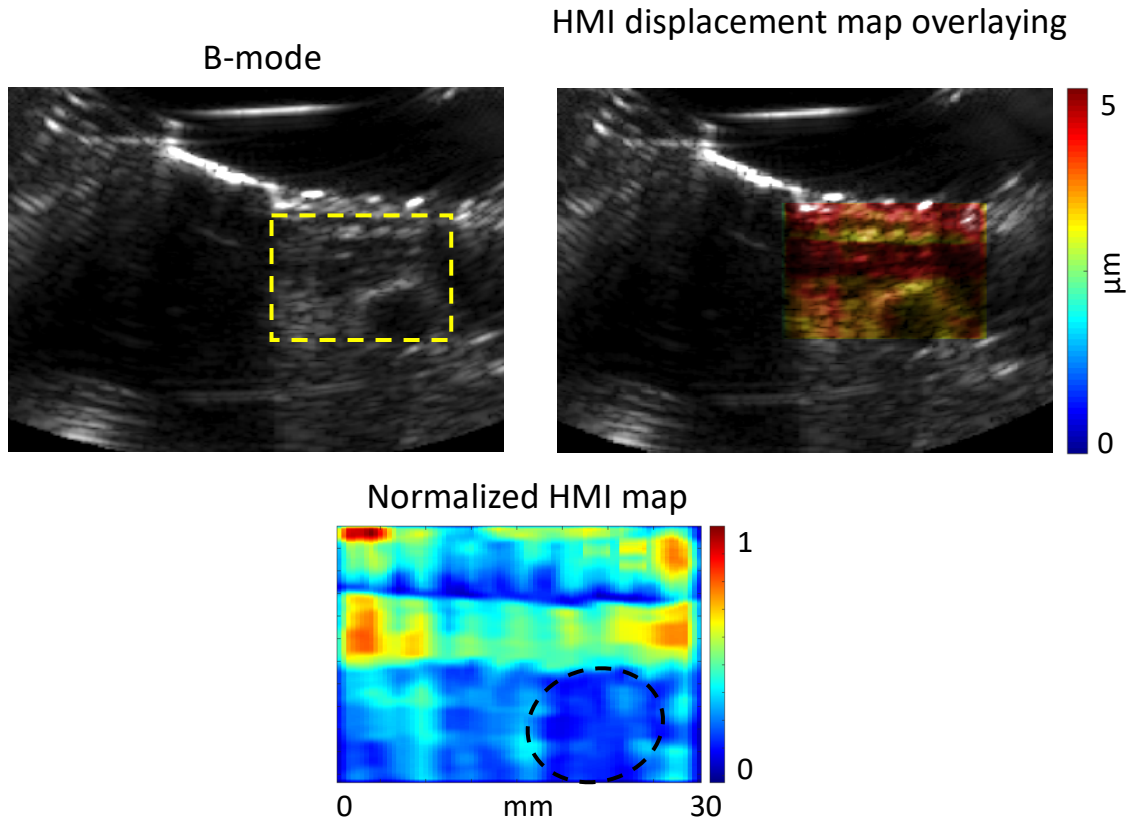 HMI displacement map overlaying
B-mode
5
µm
0
Normalized HMI map
1
0
0 mm 30